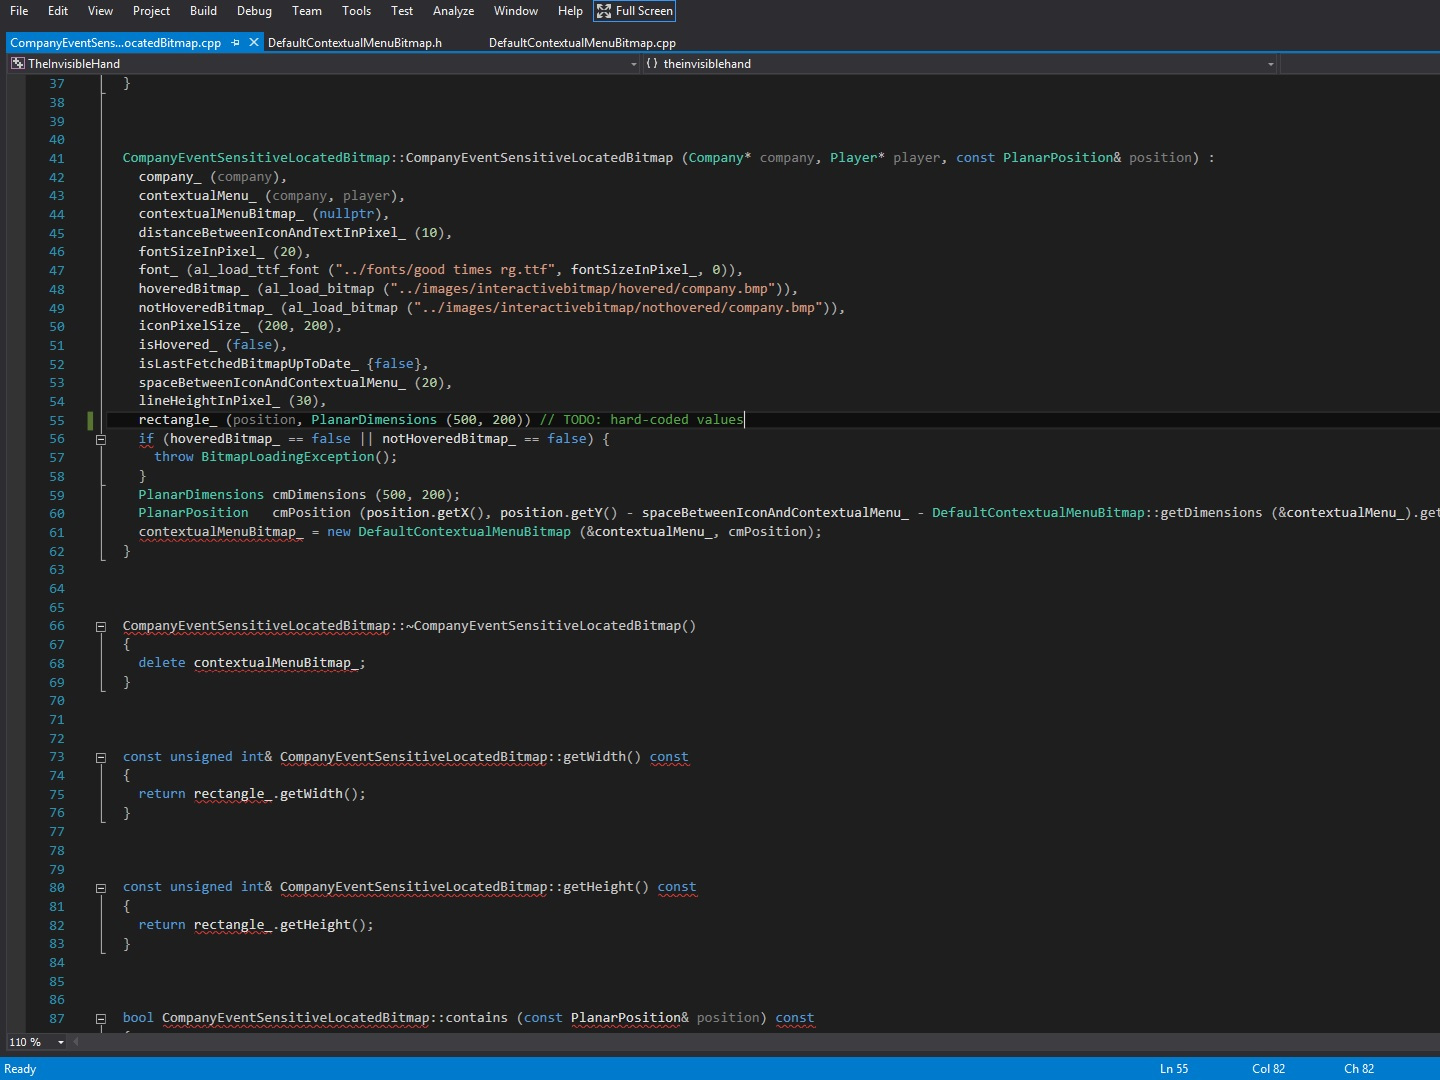 File Edit View Project Build Debug Team Tools Test Analyze Window Help Full Screen
CompanyEventSens...ocatedBitmap.cpp DefaultContextualMenuBitmap.h DefaultContextualMenuBitmap.cpp
TheInvisibleHand {} theinvisiblehand
37 }
38
39
40
41 CompanyEventSensitiveLocatedBitmap::CompanyEventSensitiveLocatedBitmap (Company* company, Player* player, const PlanarPosition& position) :
42 company_ (company),
43 contextualMenu_ (company, player),
44 contextualMenuBitmap_ (nullptr),
45 distanceBetweenIconAndTextInPixel_ (10),
46 fontSizeInPixel_ (20),
47 font_ (al_load_ttf_font ("../fonts/good times rg.ttf", fontSizeInPixel_, 0)),
48 hoveredBitmap_ (al_load_bitmap ("../images/interactivebitmap/hovered/company.bmp")),
49 notHoveredBitmap_ (al_load_bitmap ("../images/interactivebitmap/nothovered/company.bmp")),
50 iconPixelSize_ (200, 200),
51 isHovered_ (false),
52 isLastFetchedBitmapUpToDate_ {false},
53 spaceBetweenIconAndContextualMenu_ (20),
54 lineHeightInPixel_ (30),
55 rectangle_ (position, PlanarDimensions (500, 200)) // TODO: hard-coded values
56 if (hoveredBitmap_ == false || notHoveredBitmap_ == false) {
57 throw BitmapLoadingException();
58 }
59 PlanarDimensions cmDimensions (500, 200);
60 PlanarPosition cmPosition (position.getX(), position.getY() - spaceBetweenIconAndContextualMenu_ - DefaultContextualMenuBitmap::getDimensions (&contextualMenu_).get
61 contextualMenuBitmap_ = new DefaultContextualMenuBitmap (&contextualMenu_, cmPosition);
62 }
63
64
65
66 CompanyEventSensitiveLocatedBitmap::~CompanyEventSensitiveLocatedBitmap()
67 {
68 delete contextualMenuBitmap_;
69 }
70
71
72
73 const unsigned int& CompanyEventSensitiveLocatedBitmap::getWidth() const
74 {
75 return rectangle_.getWidth();
76 }
77
78
79
80 const unsigned int& CompanyEventSensitiveLocatedBitmap::getHeight() const
81 {
82 return rectangle_.getHeight();
83 }
84
85
86
87 bool CompanyEventSensitiveLocatedBitmap::contains (const PlanarPosition& position) const
110 %
Ready Ln 55 Col 82 Ch 82